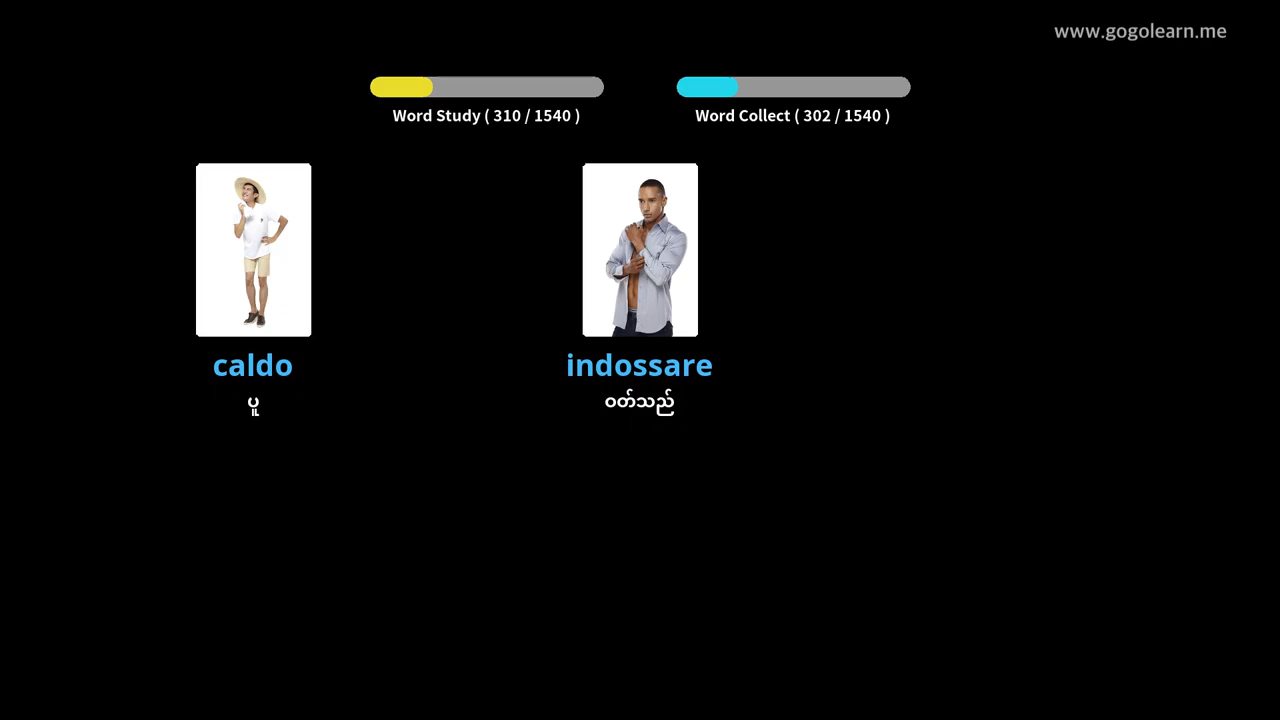 www.gogolearn.me
Word Study ( 310 / 1540 )
Word Collect ( 302 / 1540 )
caldo
ပူ
indossare
ဝတ်သည်